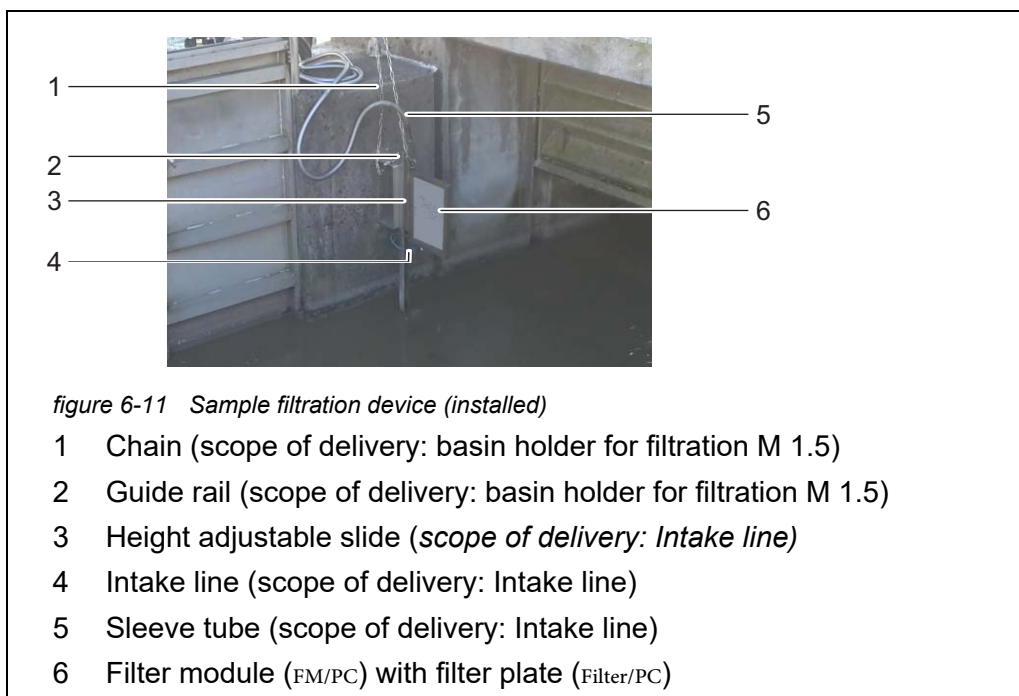 1
2
3
4
5
6
figure 6-11 Sample filtration device (installed)
1 Chain (scope of delivery: basin holder for filtration M 1.5)
2 Guide rail (scope of delivery: basin holder for filtration M 1.5)
3 Height adjustable slide (scope of delivery: Intake line)
4 Intake line (scope of delivery: Intake line)
5 Sleeve tube (scope of delivery: Intake line)
6 Filter module (FM/PC) with filter plate (Filter/PC)